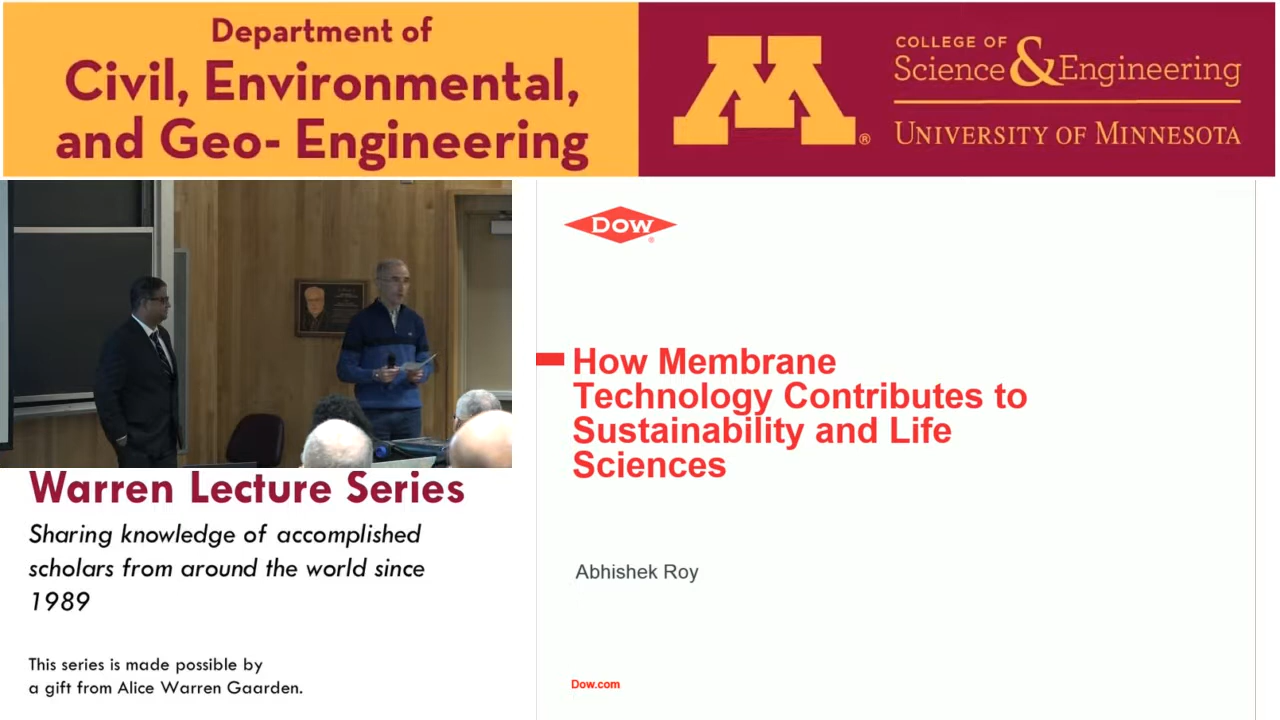 Department of
Civil, Environmental,
and Geo- Engineering
M®
COLLEGE OF
Science & Engineering
UNIVERSITY OF MINNESOTA
DOW®
How Membrane
Technology Contributes to
Sustainability and Life
Sciences
Abhishek Roy
Dow.com
Warren Lecture Series
Sharing knowledge of accomplished
scholars from around the world since
1989
This series is made possible by
a gift from Alice Warren Gaarden.